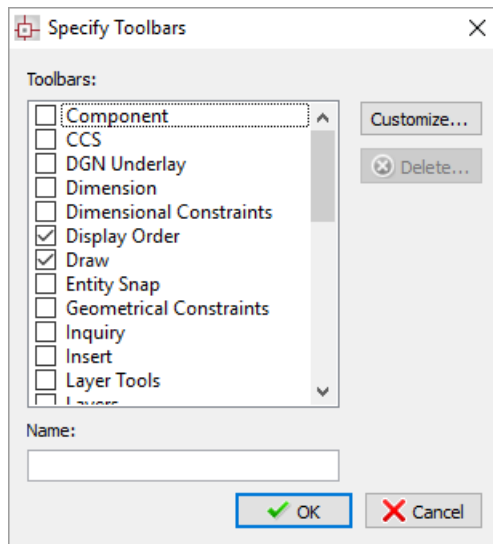 Specify Toolbars
Toolbars:
Component
CCS
DGN Underlay
Dimension
Dimensional Constraints
Display Order
Draw
Entity Snap
Geometrical Constraints
Inquiry
Insert
Layer Tools
Layers
Customize...
Delete...
Name:
OK
Cancel